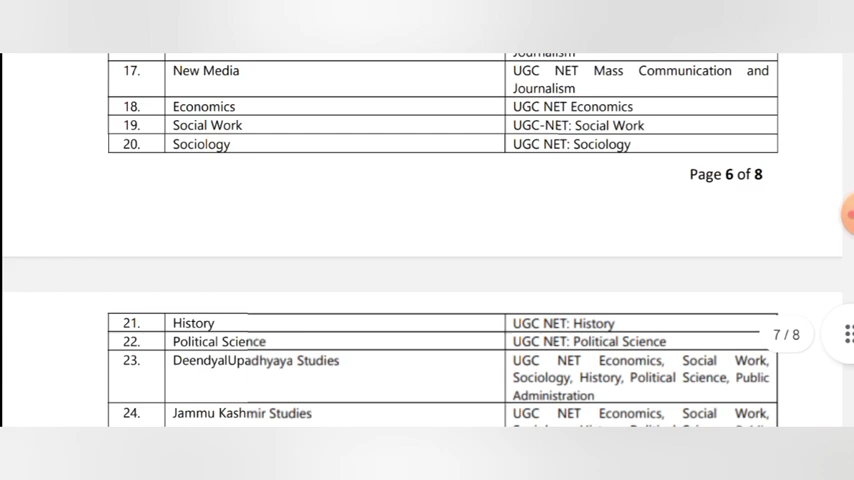 Journalism
17. New Media UGC NET Mass Communication and
Journalism
18. Economics UGC NET Economics
19. Social Work UGC-NET: Social Work
20. Sociology UGC NET: Sociology
Page 6 of 8
21. History UGC NET: History
22. Political Science UGC NET: Political Science
7 / 8
23. DeendyalUpadhyaya Studies UGC NET Economics, Social Work,
Sociology, History, Political Science, Public
Administration
24. Jammu Kashmir Studies UGC NET Economics, Social Work,